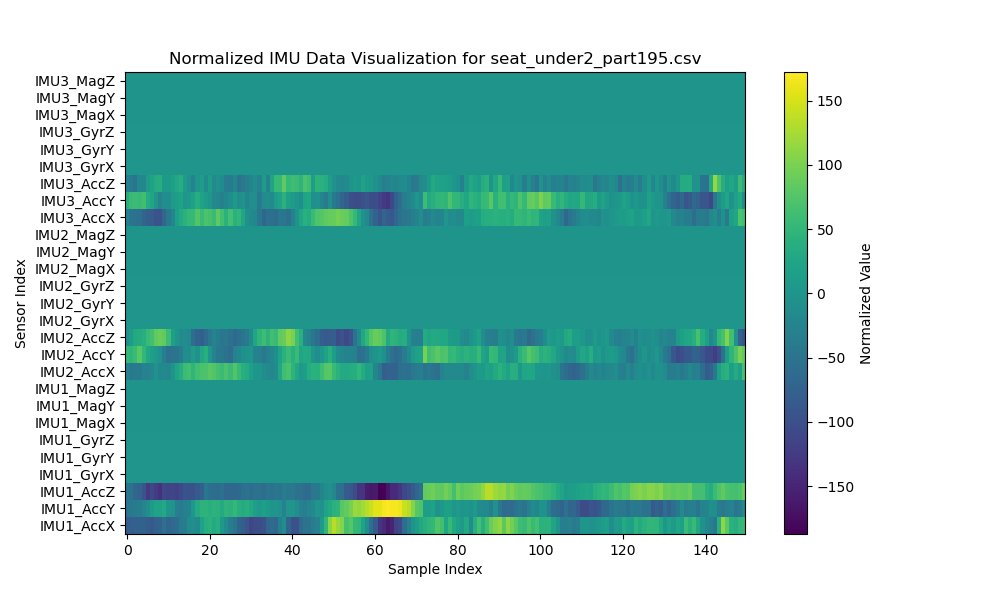 Normalized IMU Data Visualization for seat_under2_part195.csv
IMU3_MagZ
IMU3_MagY
IMU3_MagX
IMU3_GyrZ
IMU3_GyrY
IMU3_GyrX
IMU3_AccZ
IMU3_AccY
IMU3_AccX
IMU2_MagZ
IMU2_MagY
IMU2_MagX
IMU2_GyrZ
IMU2_GyrY
IMU2_GyrX
IMU2_AccZ
IMU2_AccY
IMU2_AccX
IMU1_MagZ
IMU1_MagY
IMU1_MagX
IMU1_GyrZ
IMU1_GyrY
IMU1_GyrX
IMU1_AccZ
IMU1_AccY
IMU1_AccX
Sensor Index
0 20 40 60 80 100 120 140
Sample Index
150
100
50
0
−50
−100
−150
Normalized Value